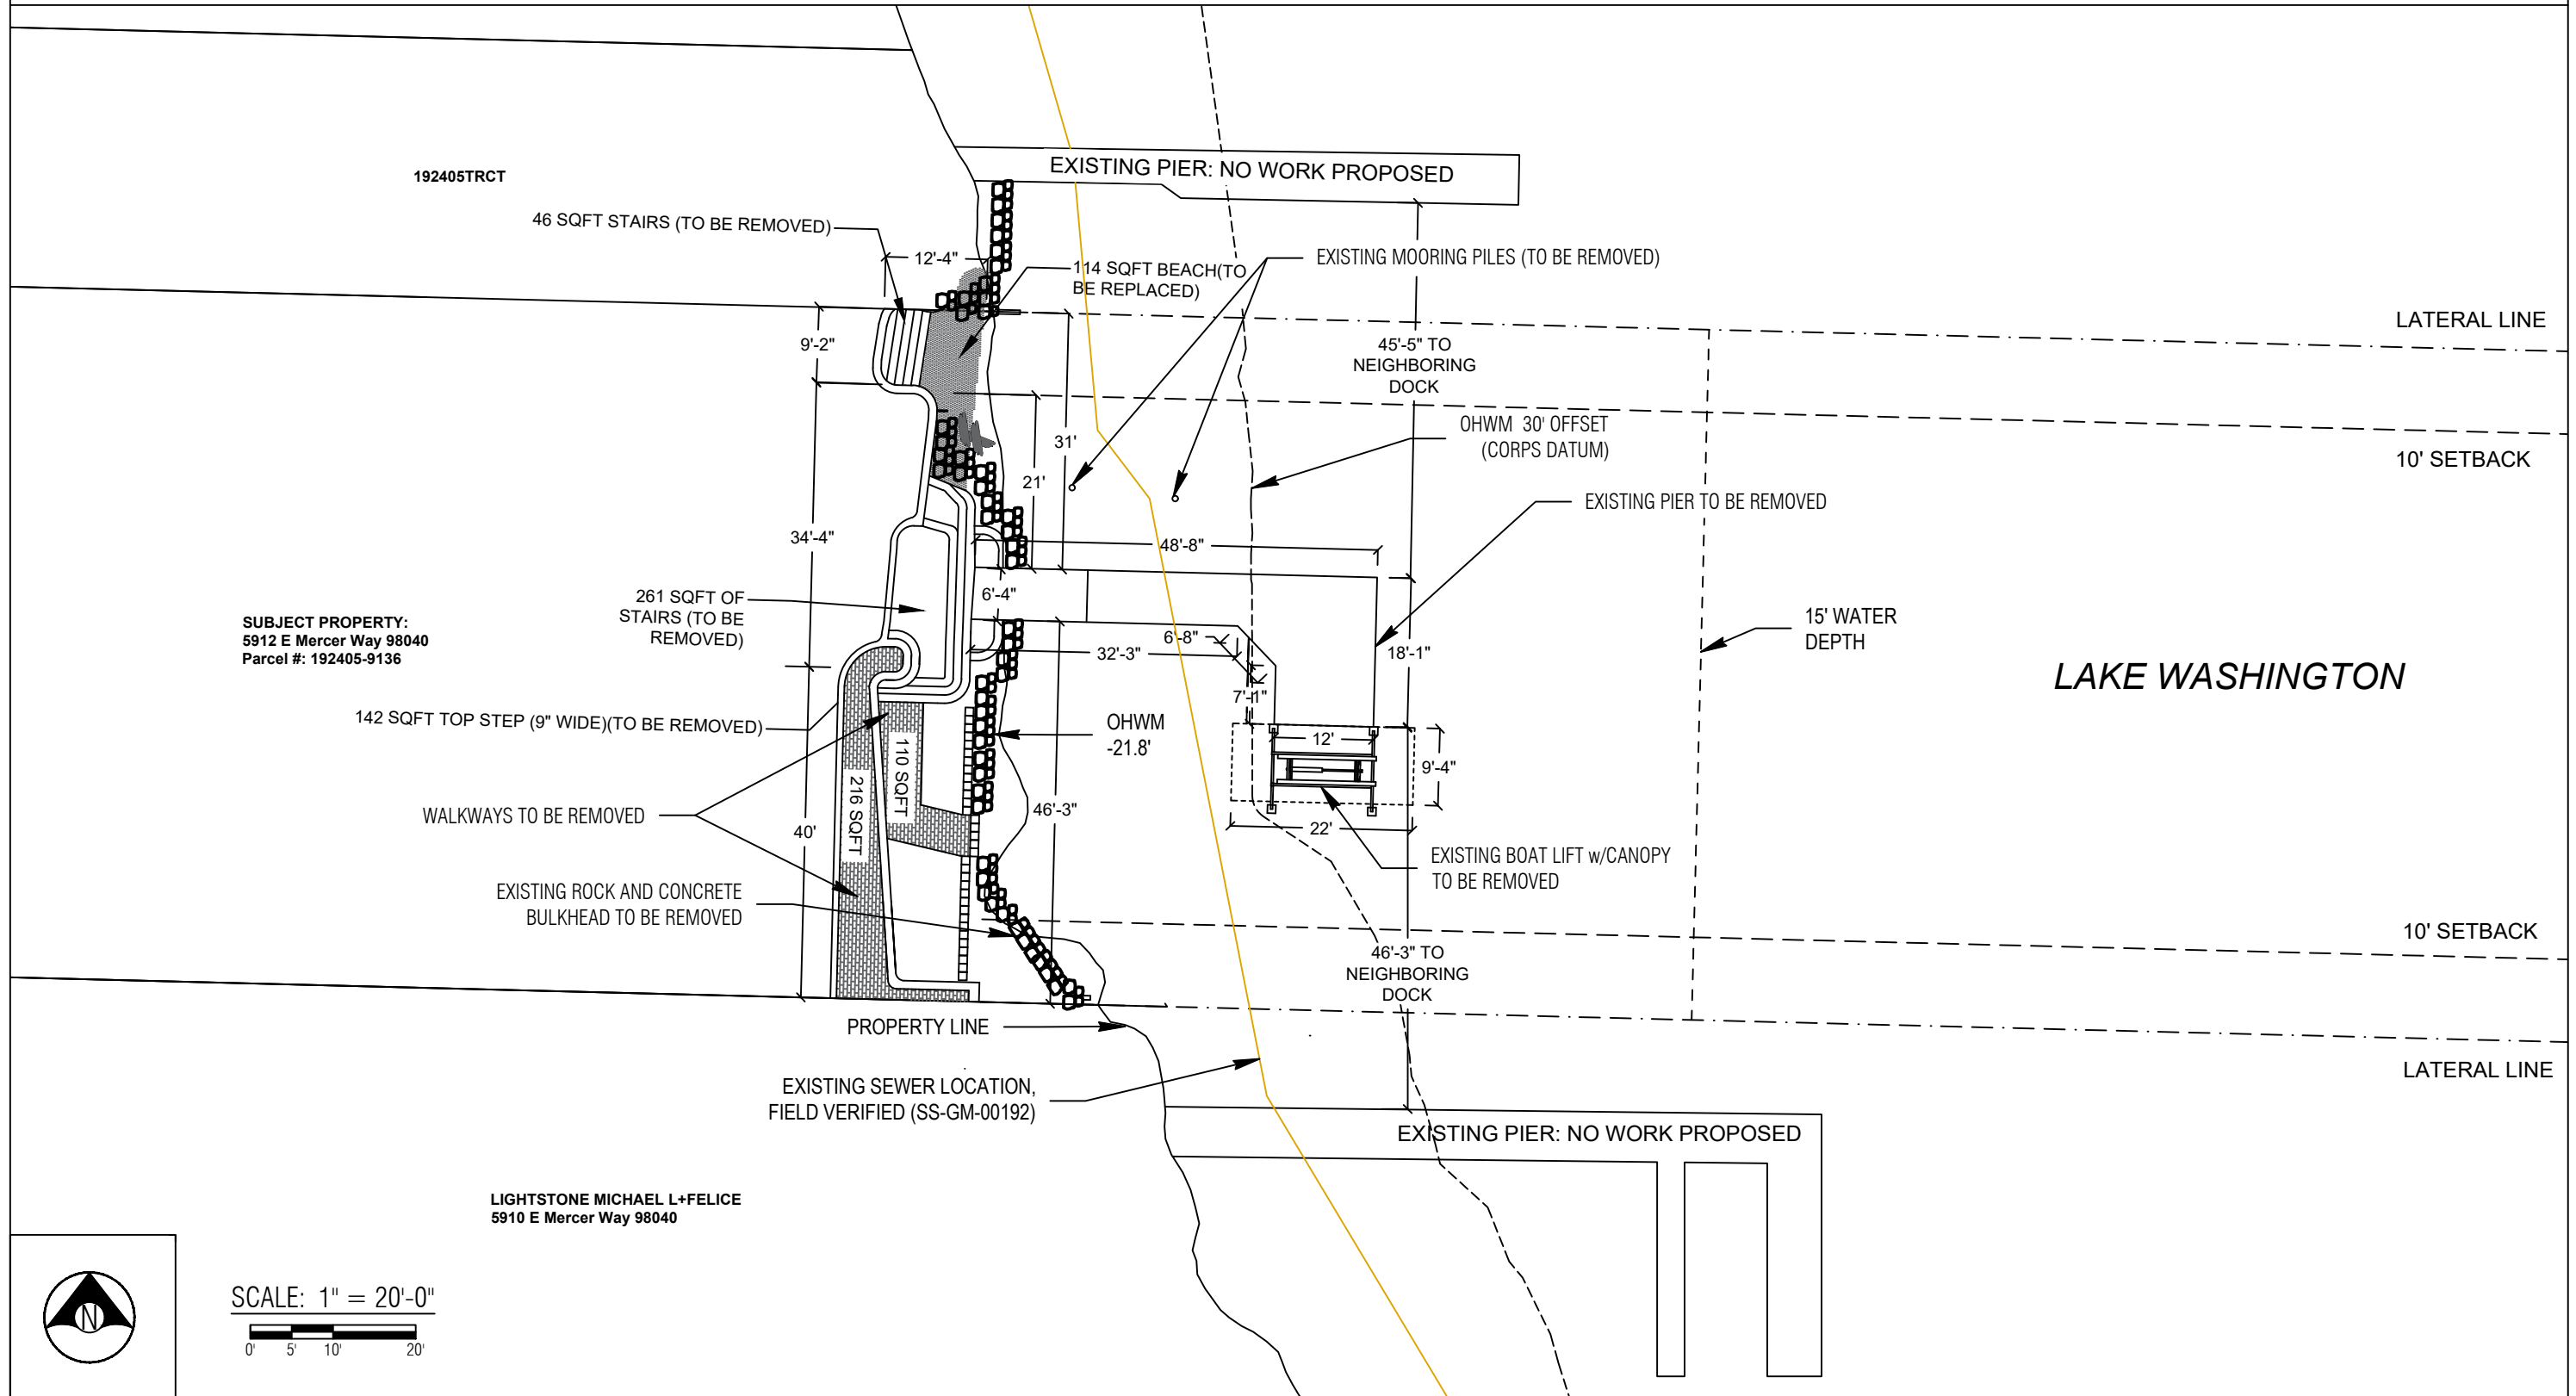 EXISTING PIER: NO WORK PROPOSED
192405TRCT
46 SQFT STAIRS (TO BE REMOVED)
12'-4"
114 SQFT BEACH(TO
BE REPLACED)
EXISTING MOORING PILES (TO BE REMOVED)
LATERAL LINE
9'-2"
45'-5" TO
NEIGHBORING
DOCK
31'
OHWM 30' OFFSET
(CORPS DATUM)
10' SETBACK
21'
EXISTING PIER TO BE REMOVED
34'-4"
48'-8"
261 SQFT OF
STAIRS (TO BE
REMOVED)
6'-4"
SUBJECT PROPERTY:
5912 E Mercer Way 98040
Parcel #: 192405-9136
6'-8"
32'-3"
18'-1"
15' WATER
DEPTH
LAKE WASHINGTON
7'-1"
142 SQFT TOP STEP (9" WIDE)(TO BE REMOVED)
OHWM
-21.8'
110 SQFT
216 SQFT
12'
9'-4"
WALKWAYS TO BE REMOVED
46'-3"
40'
22'
EXISTING BOAT LIFT w/CANOPY
TO BE REMOVED
EXISTING ROCK AND CONCRETE
BULKHEAD TO BE REMOVED
10' SETBACK
46'-3" TO
NEIGHBORING
DOCK
PROPERTY LINE
LATERAL LINE
EXISTING SEWER LOCATION,
FIELD VERIFIED (SS-GM-00192)
EXISTING PIER: NO WORK PROPOSED
LIGHTSTONE MICHAEL L+FELICE
5910 E Mercer Way 98040
N
SCALE: 1" = 20'-0"
0' 5' 10' 20'